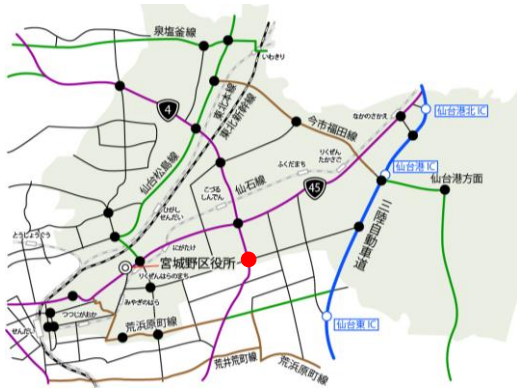 泉塩釜線
いわきり
4
東北本線
東北新幹線
なかのさかえ
仙台港北IC
今市福田線
仙台松島線
ふくだまち
りくぜん
たかさご
仙台港IC
仙台港方面
こづる
しんでん
仙石線
45
ひがし
せんだい
三陸自動車道
とうしょうぐう
にがたけ
宮城野区役所
りくぜんはらのまち
みやぎのはら
つつじがおか
せんだい
荒浜原町線
仙台東IC
荒井荒町線
荒浜原町線